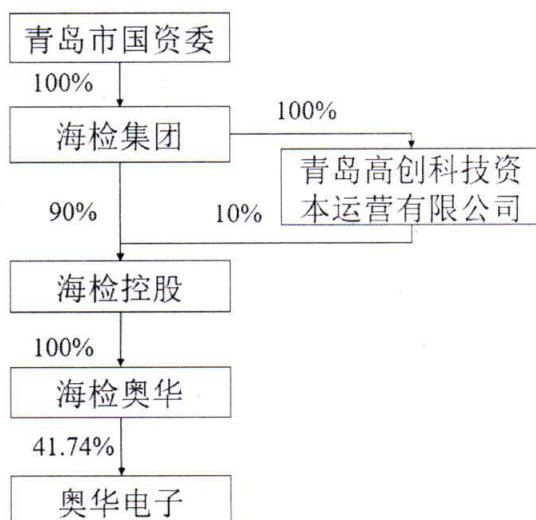 青岛市国资委
100%
海检集团
100%
青岛高创科技资
本运营有限公司
90%
10%
海检控股
100%
海检奥华
41.74%
奥华电子